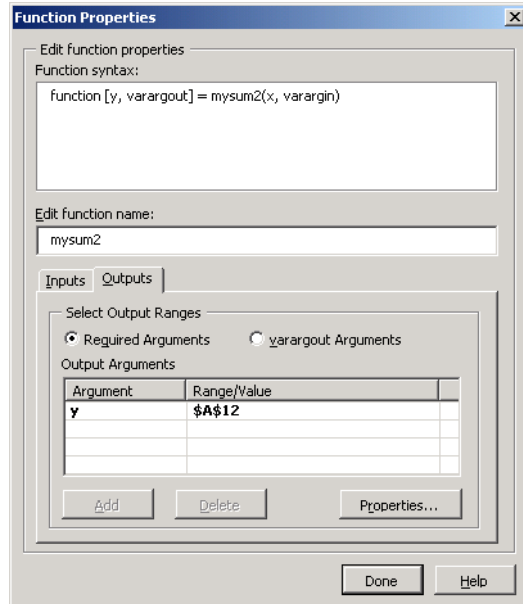 Function Properties
Edit function properties
Function syntax:
function [y, varargout] = mysum2(x, varargin)
Edit function name:
mysum2
Inputs Outputs
Select Output Ranges
Required Arguments varargout Arguments
Output Arguments
Argument Range/Value
y $A$12
Add Delete Properties...
Done Help